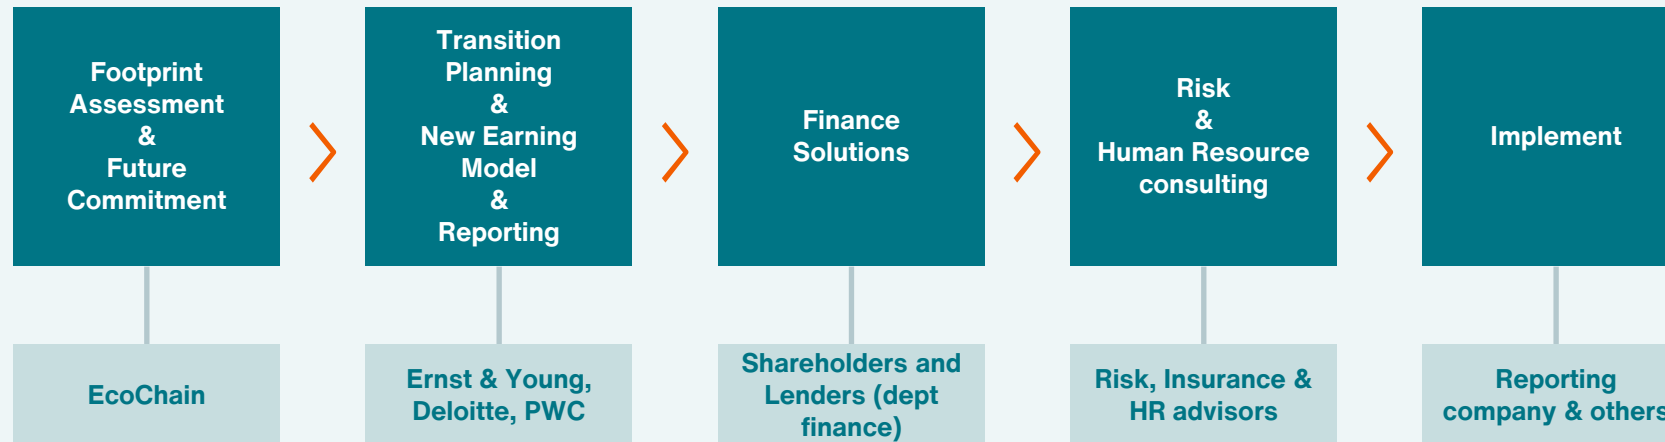 Footprint
Assessment
&
Future
Commitment
Transition
Planning
&
New Earning
Model
&
Reporting
Finance
Solutions
Risk
&
Human Resource
consulting
Implement
EcoChain
Ernst & Young,
Deloitte, PWC
Shareholders and
Lenders (dept
finance)
Risk, Insurance &
HR advisors
Reporting
company & others